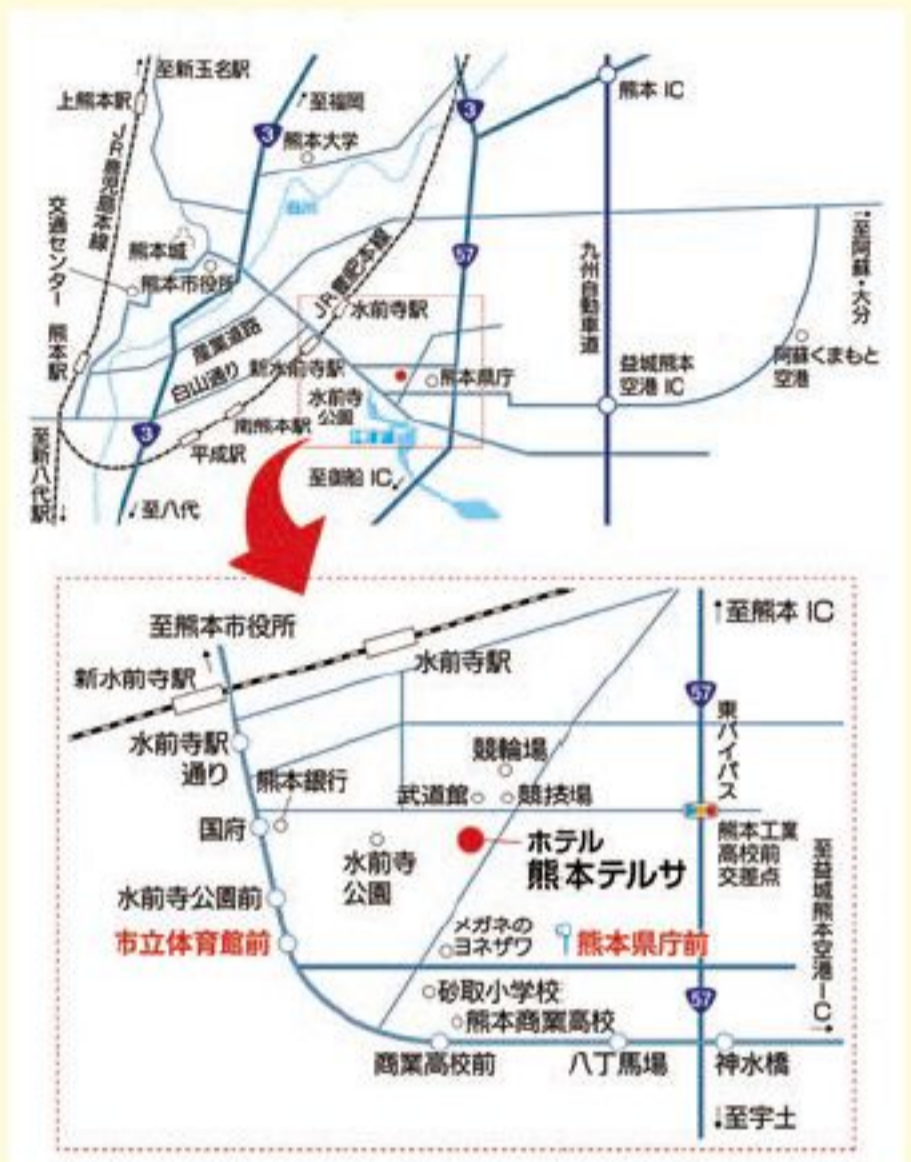 至新玉名駅
上熊本駅
至福岡
3
3
熊本 IC
熊本大学
JR鹿児島本線
白川
交通センター
熊本城
熊本市役所
JR豊肥本線
57
九州自動車道
至阿蘇・大分
水前寺駅
熊本駅
産業道路
白山通り
新水前寺駅
熊本県庁
益城熊本
空港 IC
阿蘇くまもと
空港
水前寺
公園
南熊本駅
3
平成駅
至新八代駅
至八代
至御船 IC
至熊本市役所
至熊本 IC
新水前寺駅
水前寺駅
57
東バイパス
水前寺駅
通り
競輪場
熊本銀行
武道館
競技場
国府
水前寺
公園
ホテル
熊本テルサ
熊本工業
高校前
交差点
至益城熊本空港IC
水前寺公園前
市立体育館前
メガネの
ヨネザワ
熊本県庁前
砂取小学校
57
熊本商業高校
商業高校前
八丁馬場
神水橋
至宇土